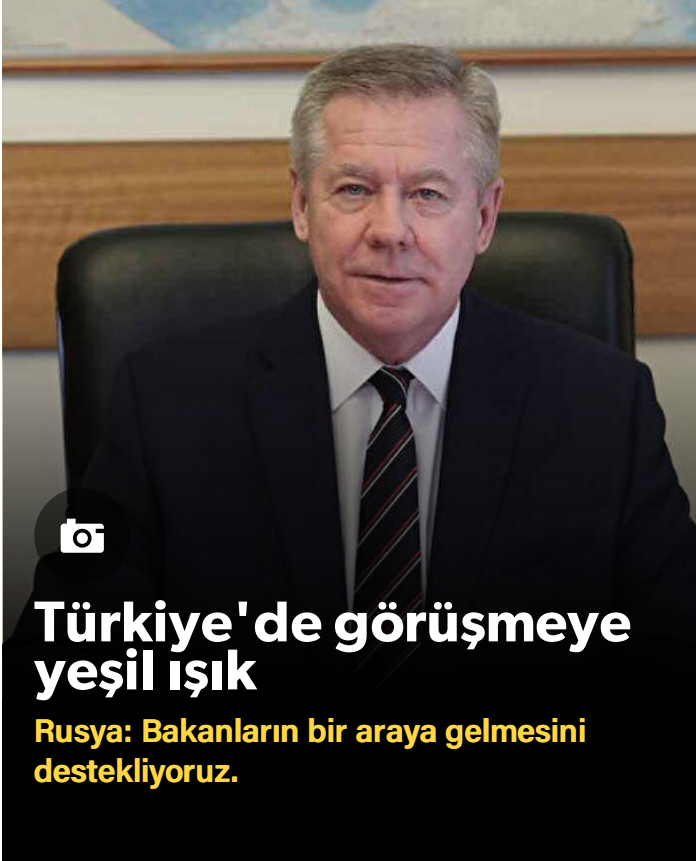 Türkiye'de görüşmeye
yeşil ışık
Rusya: Bakanların bir araya gelmesini
destekliyoruz.